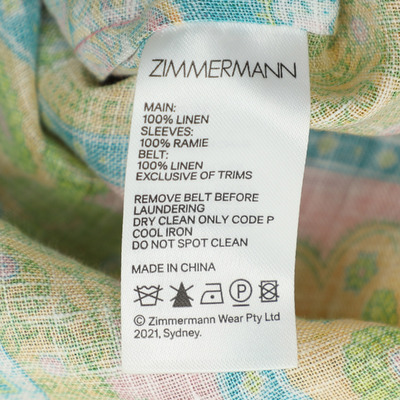 ZIMMERMANN
MAIN:
100% LINEN
SLEEVES:
100% RAMIE
BELT:
100% LINEN
EXCLUSIVE OF TRIMS
REMOVE BELT BEFORE
LAUNDERING
DRY CLEAN ONLY CODE P
COOL IRON
DO NOT SPOT CLEAN
MADE IN CHINA
P
© Zimmermann Wear Pty Ltd
2021, Sydney.